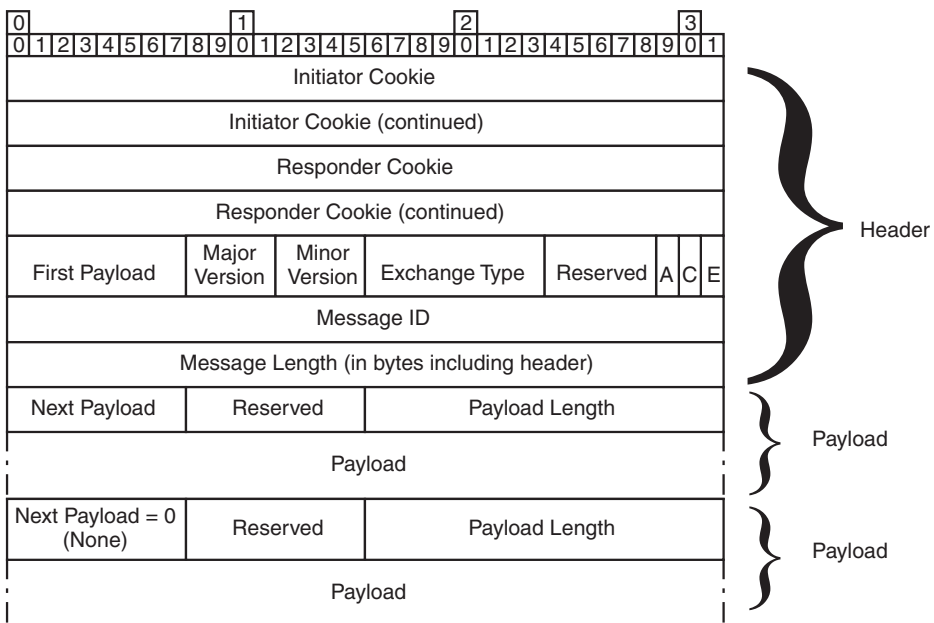 0 1 2 3
0 1 2 3 4 5 6 7 8 9 0 1 2 3 4 5 6 7 8 9 0 1 2 3 4 5 6 7 8 9 0 1
Initiator Cookie
Initiator Cookie (continued)
Responder Cookie
Responder Cookie (continued)
Header
First Payload
Major
Version
Minor
Version
Exchange Type
Reserved
A
C
E
Message ID
Message Length (in bytes including header)
Next Payload
Reserved
Payload Length
Payload
Payload
Next Payload = 0
(None)
Reserved
Payload Length
Payload
Payload